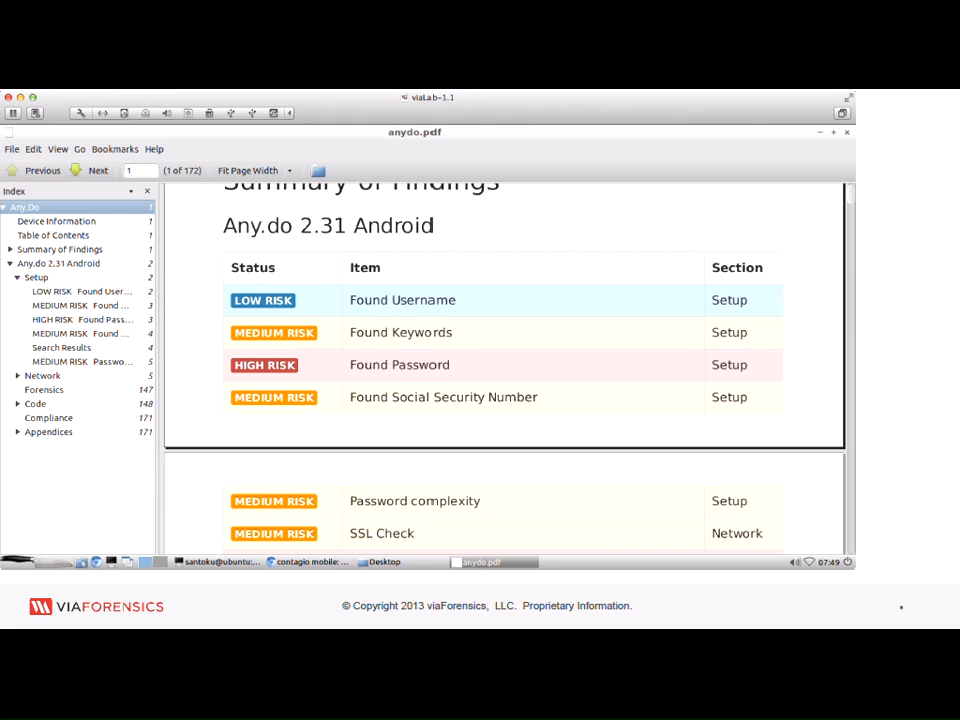 viaLab-1.1
anydo.pdf
File Edit View Go Bookmarks Help
Previous Next 1 (1 of 172) Fit Page Width
Index
Any.Do 1
Device Information 1
Table of Contents 1
Summary of Findings 1
Any.do 2.31 Android 2
Setup 2
LOW RISK Found User... 2
MEDIUM RISK Found ... 3
HIGH RISK Found Pass... 3
MEDIUM RISK Found ... 4
Search Results 4
MEDIUM RISK Passwo... 5
Network 5
Forensics 147
Code 148
Compliance 171
Appendices 171
Summary of Findings
Any.do 2.31 Android
Status Item Section
LOW RISK Found Username Setup
MEDIUM RISK Found Keywords Setup
HIGH RISK Found Password Setup
MEDIUM RISK Found Social Security Number Setup
MEDIUM RISK Password complexity Setup
MEDIUM RISK SSL Check Network
santoku@ubuntu:... contagio mobile: ... Desktop anydo.pdf 07:49
VIAFORENSICS © Copyright 2013 viaForensics, LLC. Proprietary Information. *